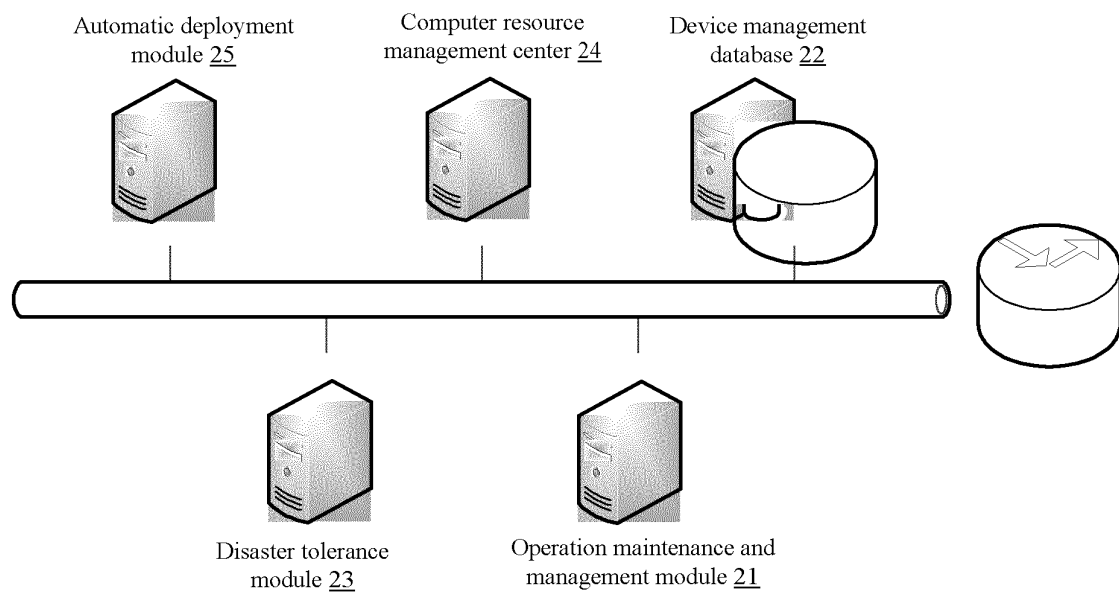 Automatic deployment
module 25
Computer resource
management center 24
Device management
database 22
Disaster tolerance
module 23
Operation maintenance and
management module 21